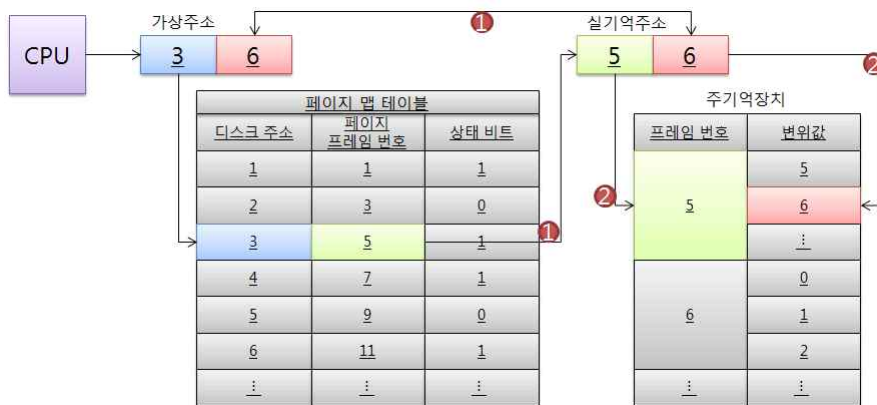 가상주소
❶
실기억주소
CPU
3 6
5 6
❷
페이지 맵 테이블
디스크 주소 페이지 프레임 번호 상태 비트
1 1 1
2 3 0
3 5 1
4 7 1
5 9 0
6 11 1
⋮ ⋮ ⋮
❶
❷
주기억장치
프레임 번호 변위값
5
5 6
⋮
0
6 1
2
⋮ ⋮